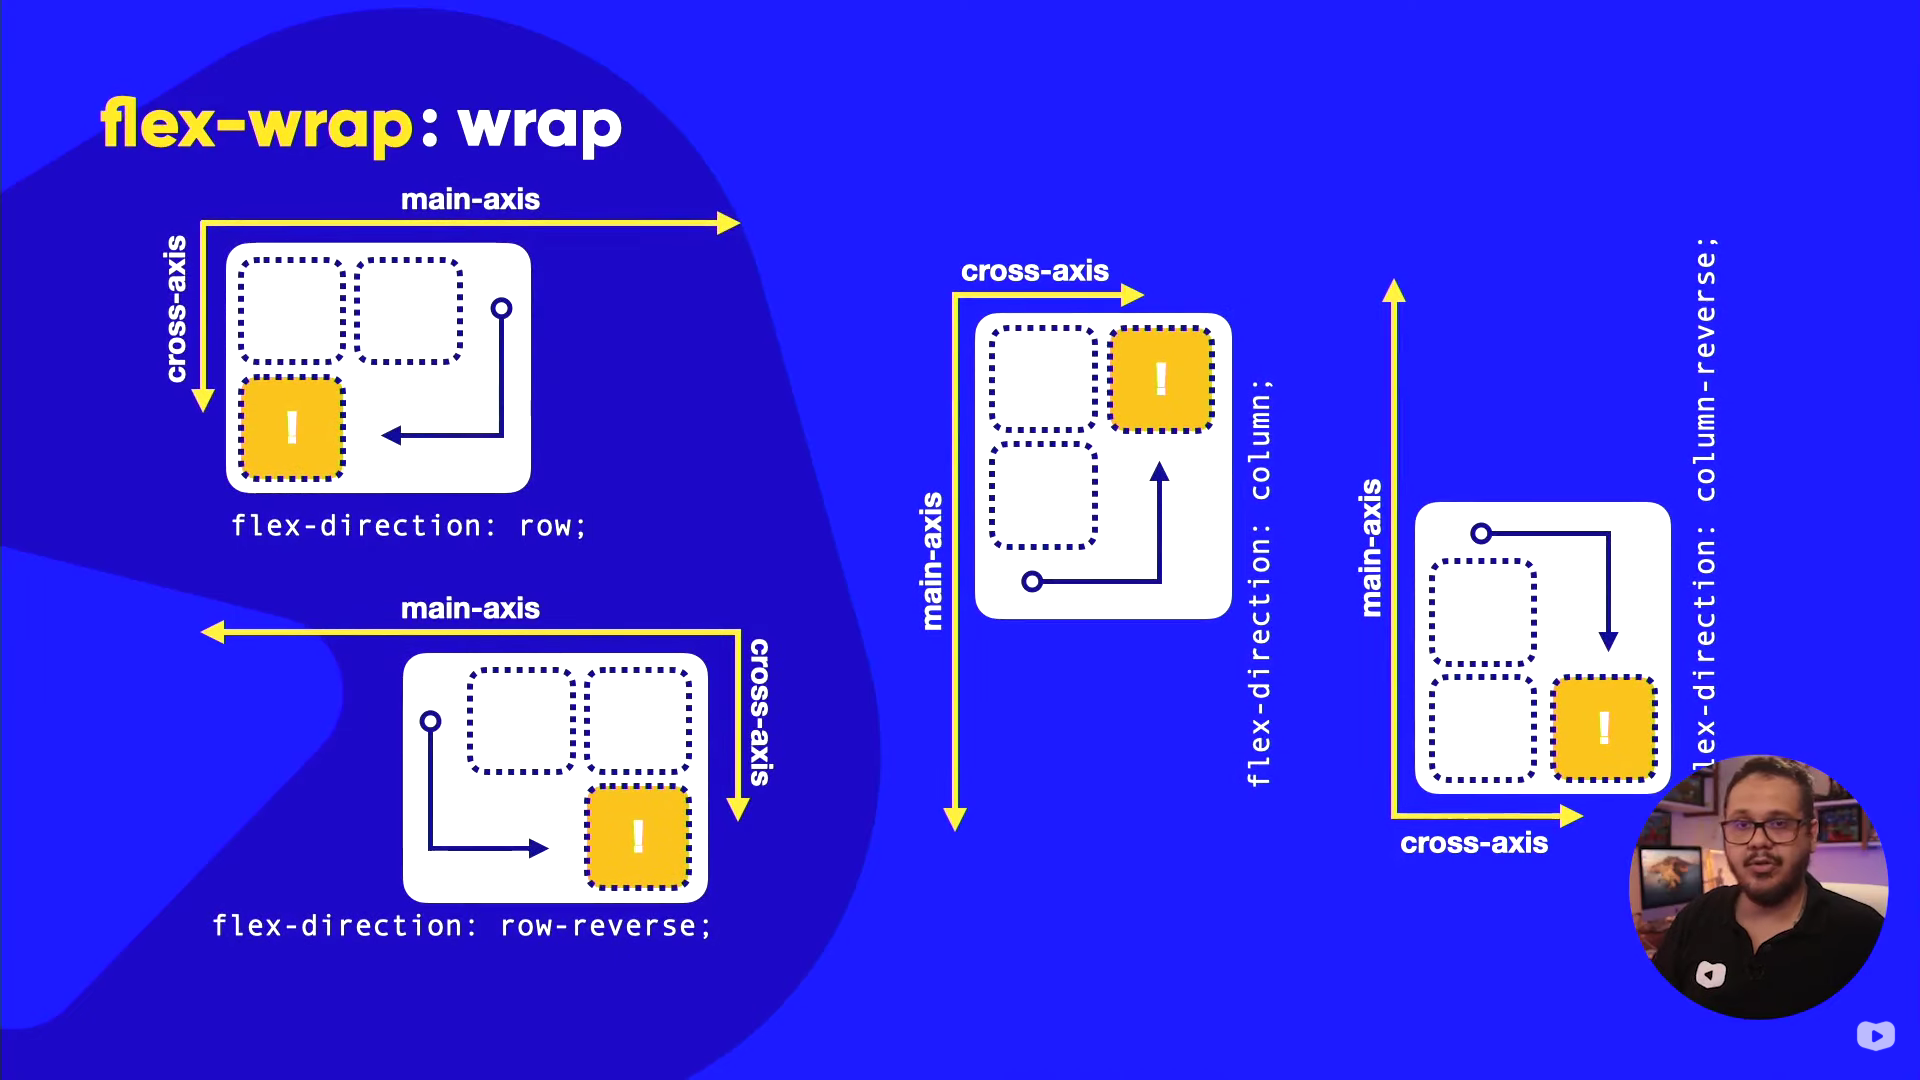 flex-wrap: wrap
main-axis
cross-axis
!
flex-direction: row;
main-axis
cross-axis
!
flex-direction: row-reverse;
cross-axis
main-axis
!
flex-direction: column;
main-axis
!
cross-axis
flex-direction: column-reverse;